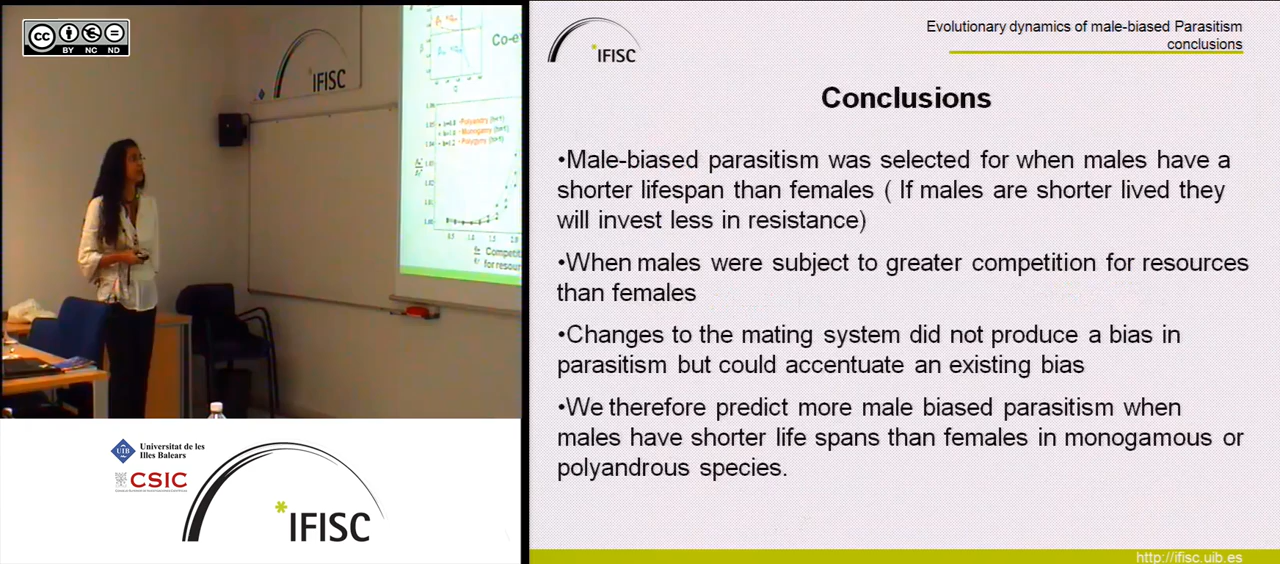 cc
BY NC ND
IFISC
Co-ev
Polyandry
Monogamy
Polygyny
Competit
for resour
Universitat de les
Illes Balears
UIB
CSIC
*IFISC
*IFISC
Evolutionary dynamics of male-biased Parasitism
conclusions
Conclusions
•Male-biased parasitism was selected for when males have a
shorter lifespan than females ( If males are shorter lived they
will invest less in resistance)
•When males were subject to greater competition for resources
than females
•Changes to the mating system did not produce a bias in
parasitism but could accentuate an existing bias
•We therefore predict more male biased parasitism when
males have shorter life spans than females in monogamous or
polyandrous species.
http://ifisc.uib.es